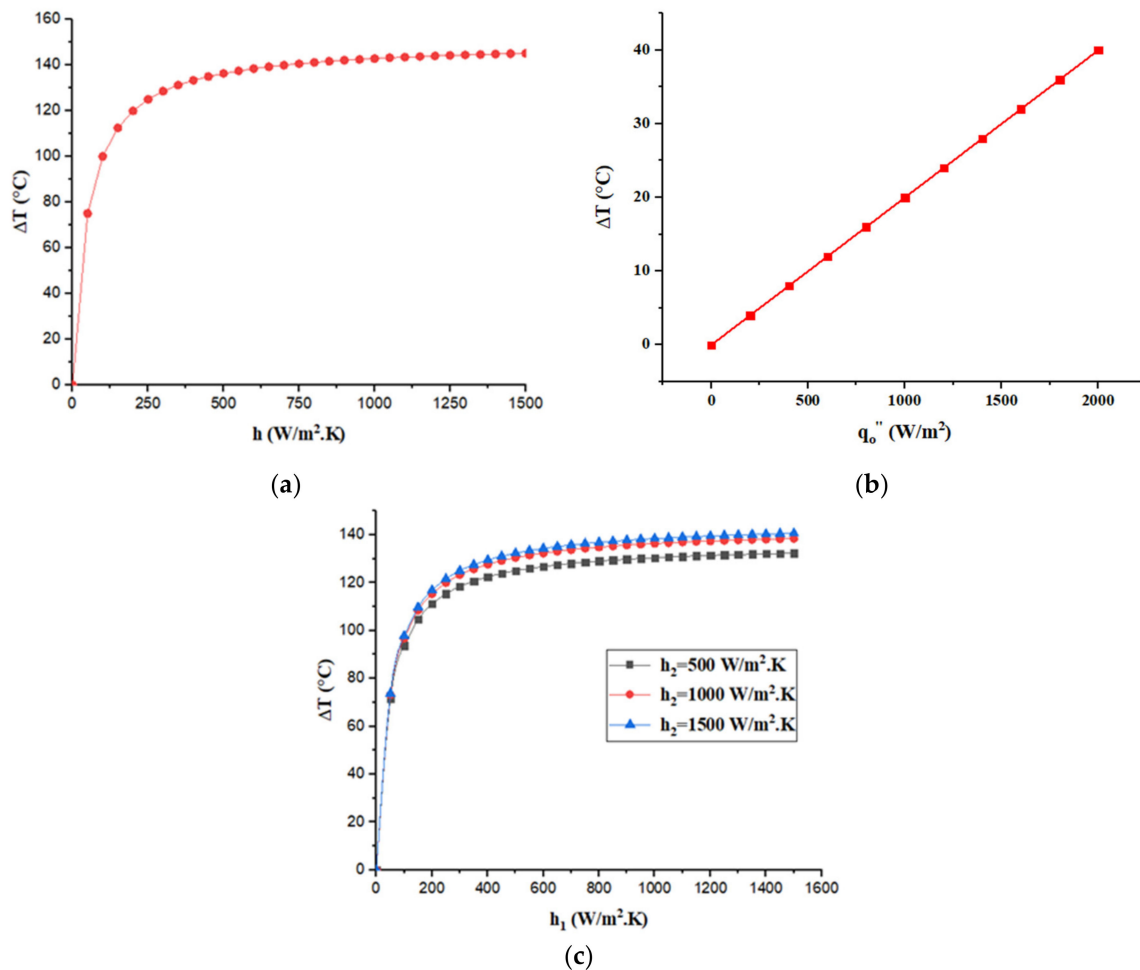 160
140
120
100
80
60
40
20
0
ΔT (°C)
0 250 500 750 1000 1250 1500
h (W/m².K)
(a)
40
30
20
10
0
ΔT (°C)
0 500 1000 1500 2000
qₒ'' (W/m²)
(b)
140
120
100
80
60
40
20
0
ΔT (°C)
h₂=500 W/m².K
h₂=1000 W/m².K
h₂=1500 W/m².K
0 200 400 600 800 1000 1200 1400 1600
h₁ (W/m².K)
(c)